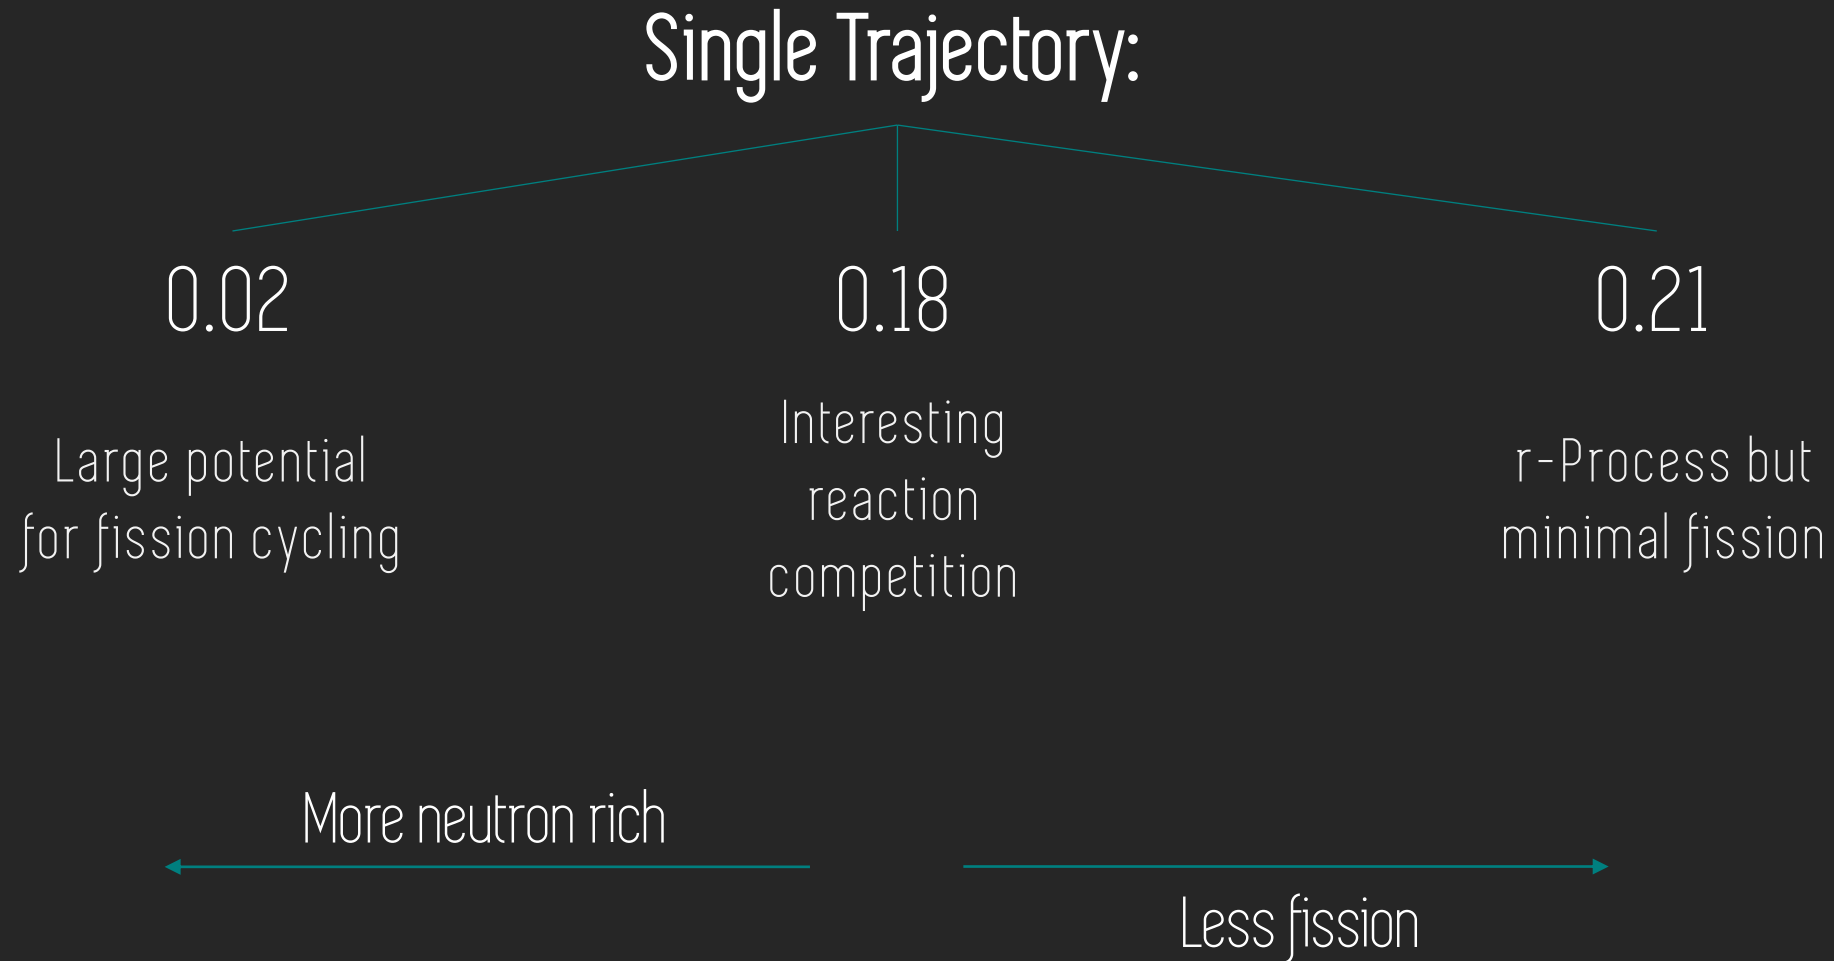 Single Trajectory:
0.02
0.18
0.21
Large potential
for fission cycling
Interesting
reaction
competition
r-Process but
minimal fission
More neutron rich
Less fission